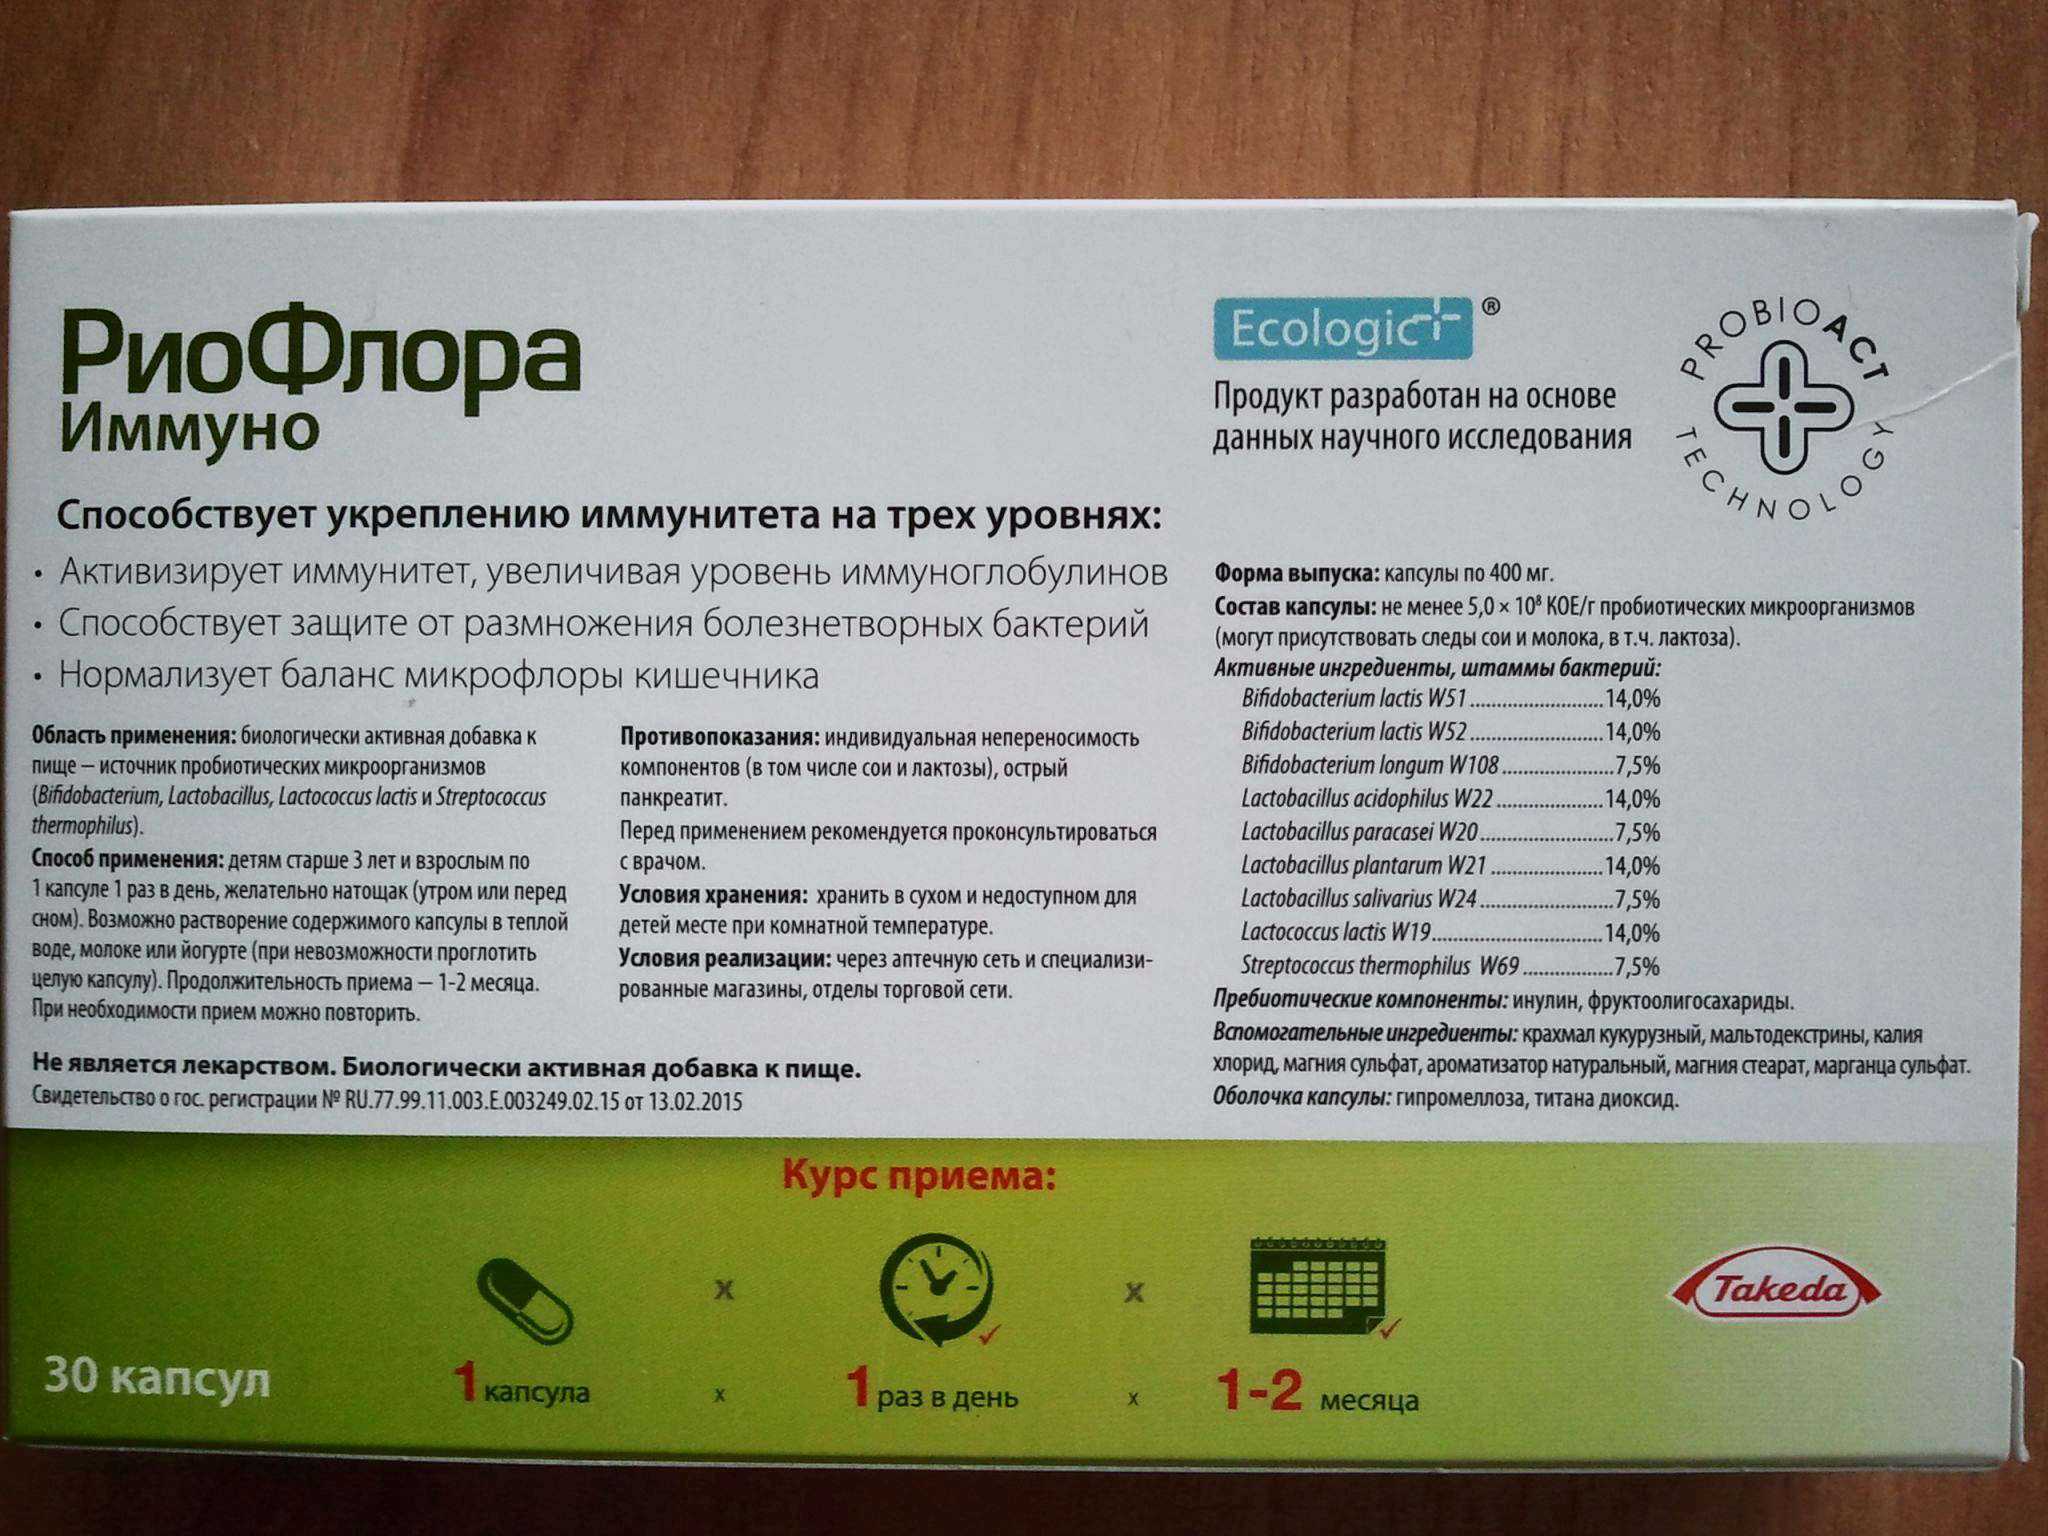 РиоФлора
Иммуно
Способствует укреплению иммунитета на трех уровнях:
• Активизирует иммунитет, увеличивая уровень иммуноглобулинов
• Способствует защите от размножения болезнетворных бактерий
• Нормализует баланс микрофлоры кишечника
Область применения: биологически активная добавка к
пище – источник пробиотических микроорганизмов
(Bifidobacterium, Lactobacillus, Lactococcus lactis и Streptococcus
thermophilus).
Способ применения: детям старше 3 лет и взрослым по
1 капсуле 1 раз в день, желательно натощак (утром или перед
сном). Возможно растворение содержимого капсулы в теплой
воде, молоке или йогурте (при невозможности проглотить
целую капсулу). Продолжительность приема – 1-2 месяца.
При необходимости прием можно повторить.
Противопоказания: индивидуальная непереносимость
компонентов (в том числе сои и лактозы), острый
панкреатит.
Перед применением рекомендуется проконсультироваться
с врачом.
Условия хранения: хранить в сухом и недоступном для
детей месте при комнатной температуре.
Условия реализации: через аптечную сеть и специализи-
рованные магазины, отделы торговой сети.
Не является лекарством. Биологически активная добавка к пище.
Свидетельство о гос. регистрации № RU.77.99.11.003.Е.003249.02.15 от 13.02.2015
Ecologic ®
Продукт разработан на основе
данных научного исследования
PROBIOACT
TECHNOLOGY
Форма выпуска: капсулы по 400 мг.
Состав капсулы: не менее 5,0 × 10⁸ КОЕ/г пробиотических микроорганизмов
(могут присутствовать следы сои и молока, в т.ч. лактоза).
Активные ингредиенты, штаммы бактерий:
Bifidobacterium lactis W51 ........................... 14,0%
Bifidobacterium lactis W52 ........................... 14,0%
Bifidobacterium longum W108 ...................... 7,5%
Lactobacillus acidophilus W22 ..................... 14,0%
Lactobacillus paracasei W20 ........................... 7,5%
Lactobacillus plantarum W21 ...................... 14,0%
Lactobacillus salivarius W24 .......................... 7,5%
Lactococcus lactis W19 ................................... 14,0%
Streptococcus thermophilus W69 .................. 7,5%
Пребиотические компоненты: инулин, фруктоолигосахариды.
Вспомогательные ингредиенты: крахмал кукурузный, мальтодекстрины, калия
хлорид, магния сульфат, ароматизатор натуральный, магния стеарат, марганца сульфат.
Оболочка капсулы: гипромеллоза, титана диоксид.
Курс приема:
x x
30 капсул
1 капсула x 1 раз в день x 1-2 месяца
Takeda